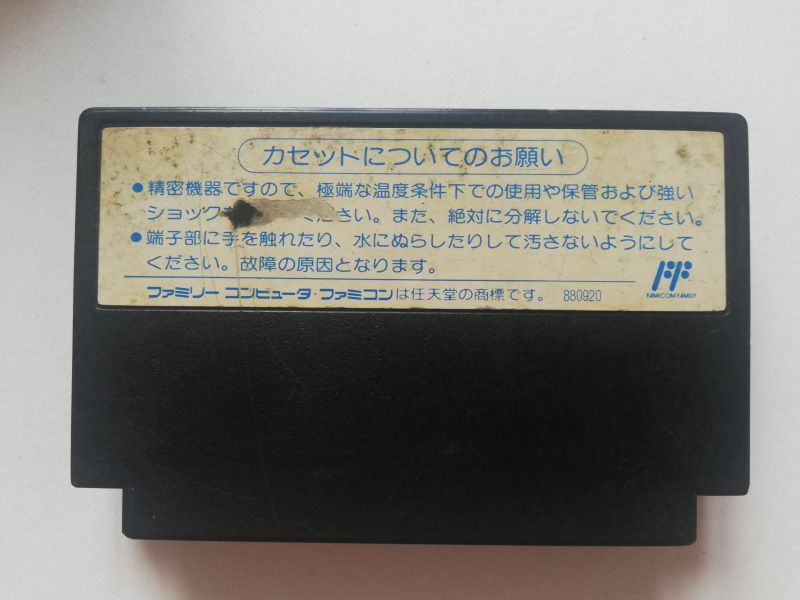 カセットについてのお願い
●精密機器ですので、極端な温度条件下での使用や保管および強い
ショック ださい。また、絶対に分解しないでください。
●端子部に手を触れたり、水にぬらしたりして汚さないようにして
ください。故障の原因となります。
ファミリー コンピュータ・ファミコンは任天堂の商標です。 880920
FF
FAMICOM FAMILY